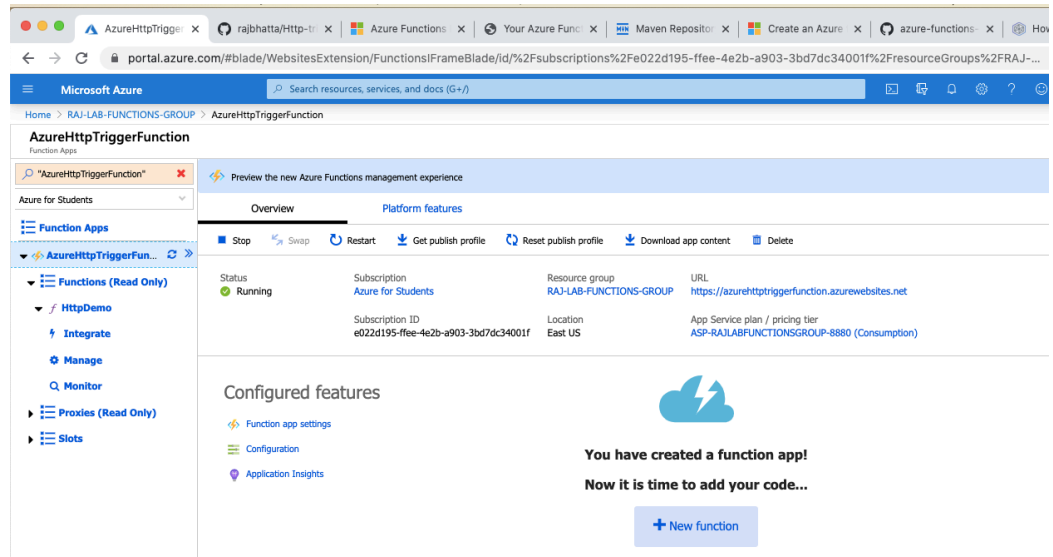 AzureHttpTrigger
rajbhatta/Http-tri
Azure Functions
Your Azure Funct
Maven Repositor
Create an Azure
azure-functions-
How
portal.azure.com/#blade/WebsitesExtension/FunctionsIFrameBlade/id/%2Fsubscriptions%2Fe022d195-ffee-4e2b-a903-3bd7dc34001f%2FresourceGroups%2FRAJ-...
Microsoft Azure
Search resources, services, and docs (G+/)
Home > RAJ-LAB-FUNCTIONS-GROUP > AzureHttpTriggerFunction
AzureHttpTriggerFunction
Function Apps
"AzureHttpTriggerFunction"
Azure for Students
Function Apps
AzureHttpTriggerFun...
Functions (Read Only)
f HttpDemo
Integrate
Manage
Monitor
Proxies (Read Only)
Slots
Preview the new Azure Functions management experience
Overview Platform features
Stop Swap Restart Get publish profile Reset publish profile Download app content Delete
Status Subscription Resource group URL
Running Azure for Students RAJ-LAB-FUNCTIONS-GROUP https://azurehttptriggerfunction.azurewebsites.net
Subscription ID Location App Service plan / pricing tier
e022d195-ffee-4e2b-a903-3bd7dc34001f East US ASP-RAJLABFUNCTIONSGROUP-8880 (Consumption)
Configured features
Function app settings
Configuration
Application Insights
You have created a function app!
Now it is time to add your code...
+ New function